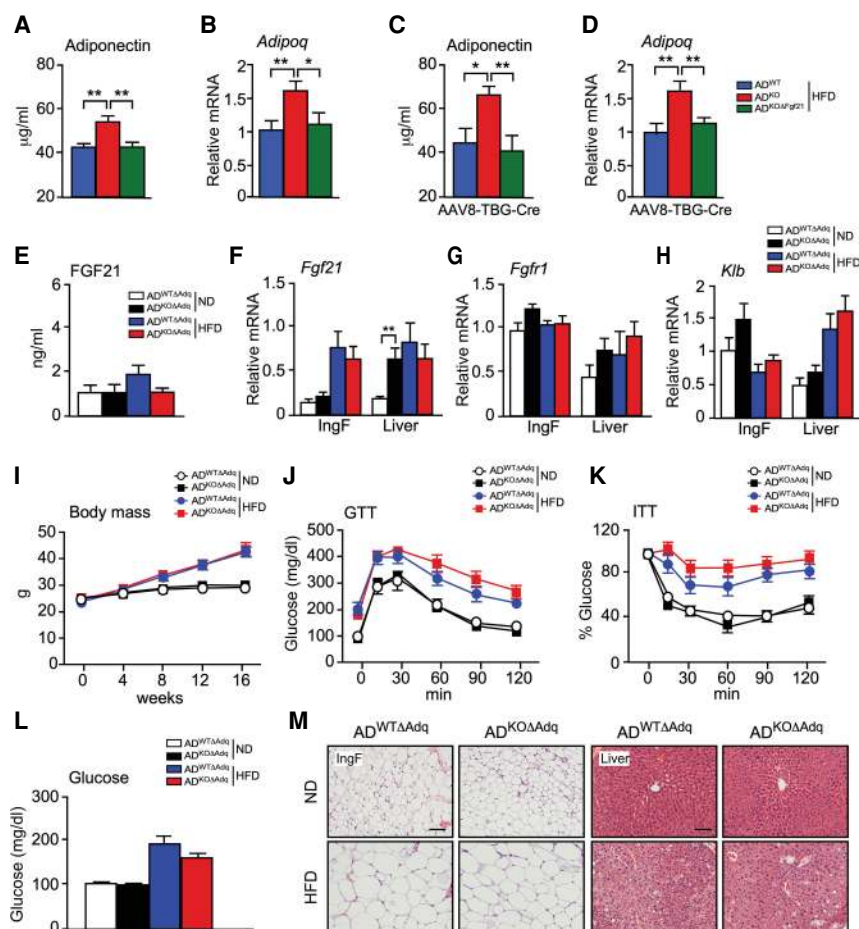 A
Adiponectin
µg/ml
80
60
40
20
**
**
B
Adipoq
Relative mRNA
2
1.5
1
0.5
0
**
*
C
Adiponectin
µg/ml
80
60
40
20
*
**
AAV8-TBG-Cre
D
Adipoq
Relative mRNA
2
1.5
1
0.5
0
**
**
AAV8-TBG-Cre
AD^WT
AD^KO
AD^KOΔFgf21
HFD
E
FGF21
ng/ml
6
4
2
0
AD^WTΔAdq
AD^KOΔAdq
ND
AD^WTΔAdq
AD^KOΔAdq
HFD
F
Fgf21
Relative mRNA
1.5
1.0
0.5
0
**
IngF
Liver
G
Fgfr1
Relative mRNA
1.5
1.0
0.5
0
IngF
Liver
H
Klb
Relative mRNA
2
1.5
1
0.5
0
IngF
Liver
AD^WTΔAdq
AD^KOΔAdq
ND
AD^WTΔAdq
AD^KOΔAdq
HFD
I
Body mass
g
50
40
30
20
10
0
0 4 8 12 16
weeks
AD^WTΔAdq
AD^KOΔAdq
ND
AD^WTΔAdq
AD^KOΔAdq
HFD
J
GTT
Glucose (mg/dl)
500
400
300
200
100
0
0 30 60 90 120
min
AD^WTΔAdq
AD^KOΔAdq
ND
AD^WTΔAdq
AD^KOΔAdq
HFD
K
ITT
% Glucose
120
80
40
0
0 30 60 90 120
min
AD^WTΔAdq
AD^KOΔAdq
ND
AD^WTΔAdq
AD^KOΔAdq
HFD
L
Glucose
Glucose (mg/dl)
300
200
100
0
AD^WTΔAdq
AD^KOΔAdq
ND
AD^WTΔAdq
AD^KOΔAdq
HFD
M
AD^WTΔAdq AD^KOΔAdq AD^WTΔAdq AD^KOΔAdq
IngF
Liver
ND
HFD